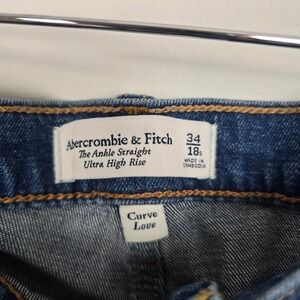 Abercrombie & Fitch
The Ankle Straight
Ultra High Rise
34
18s
MADE IN
CAMBODIA
Curve
Love